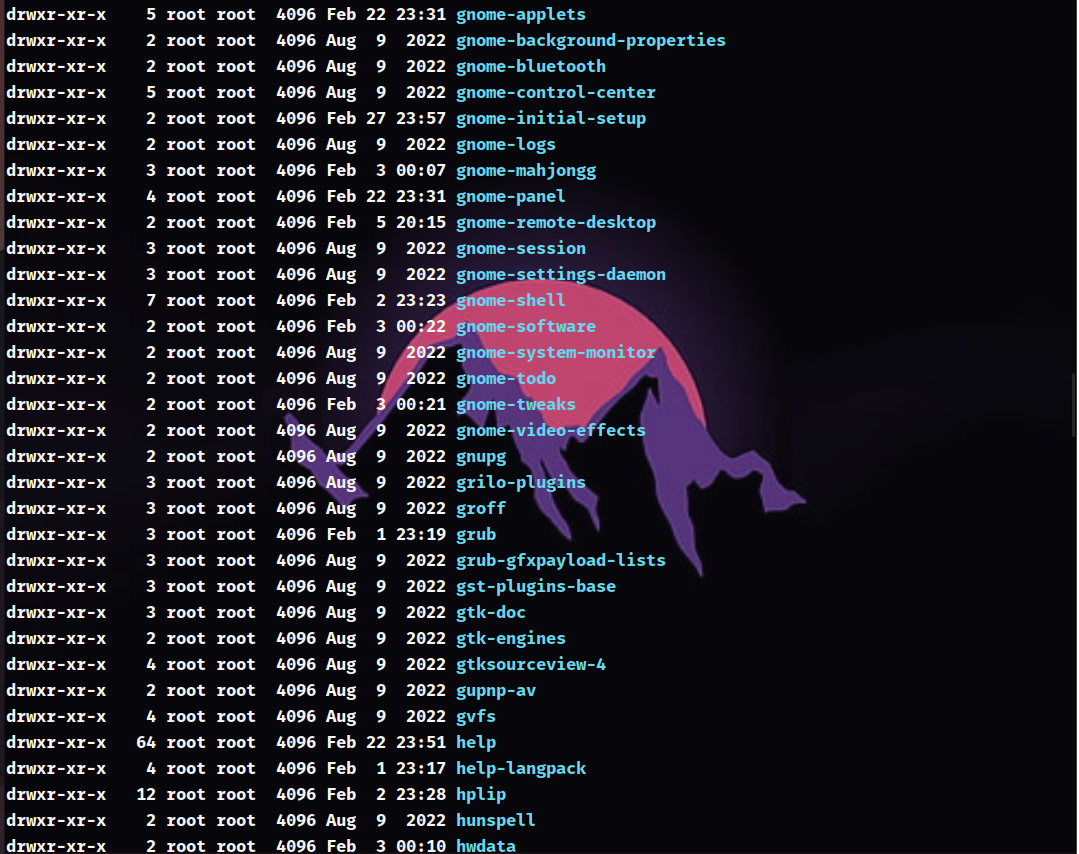 drwxr-xr-x    5 root root  4096 Feb 22 23:31 gnome-applets
drwxr-xr-x    2 root root  4096 Aug  9  2022 gnome-background-properties
drwxr-xr-x    2 root root  4096 Aug  9  2022 gnome-bluetooth
drwxr-xr-x    5 root root  4096 Aug  9  2022 gnome-control-center
drwxr-xr-x    2 root root  4096 Feb 27 23:57 gnome-initial-setup
drwxr-xr-x    2 root root  4096 Aug  9  2022 gnome-logs
drwxr-xr-x    3 root root  4096 Feb  3 00:07 gnome-mahjongg
drwxr-xr-x    4 root root  4096 Feb 22 23:31 gnome-panel
drwxr-xr-x    2 root root  4096 Feb  5 20:15 gnome-remote-desktop
drwxr-xr-x    3 root root  4096 Aug  9  2022 gnome-session
drwxr-xr-x    3 root root  4096 Aug  9  2022 gnome-settings-daemon
drwxr-xr-x    7 root root  4096 Feb  2 23:23 gnome-shell
drwxr-xr-x    2 root root  4096 Feb  3 00:22 gnome-software
drwxr-xr-x    2 root root  4096 Aug  9  2022 gnome-system-monitor
drwxr-xr-x    2 root root  4096 Aug  9  2022 gnome-todo
drwxr-xr-x    2 root root  4096 Feb  3 00:21 gnome-tweaks
drwxr-xr-x    2 root root  4096 Aug  9  2022 gnome-video-effects
drwxr-xr-x    2 root root  4096 Aug  9  2022 gnupg
drwxr-xr-x    3 root root  4096 Aug  9  2022 grilo-plugins
drwxr-xr-x    3 root root  4096 Aug  9  2022 groff
drwxr-xr-x    3 root root  4096 Feb  1 23:19 grub
drwxr-xr-x    3 root root  4096 Aug  9  2022 grub-gfxpayload-lists
drwxr-xr-x    3 root root  4096 Aug  9  2022 gst-plugins-base
drwxr-xr-x    3 root root  4096 Aug  9  2022 gtk-doc
drwxr-xr-x    2 root root  4096 Aug  9  2022 gtk-engines
drwxr-xr-x    4 root root  4096 Aug  9  2022 gtksourceview-4
drwxr-xr-x    2 root root  4096 Aug  9  2022 gupnp-av
drwxr-xr-x    4 root root  4096 Aug  9  2022 gvfs
drwxr-xr-x   64 root root  4096 Feb 22 23:51 help
drwxr-xr-x    4 root root  4096 Feb  1 23:17 help-langpack
drwxr-xr-x   12 root root  4096 Feb  2 23:28 hplip
drwxr-xr-x    2 root root  4096 Aug  9  2022 hunspell
drwxr-xr-x    2 root root  4096 Feb  3 00:10 hwdata